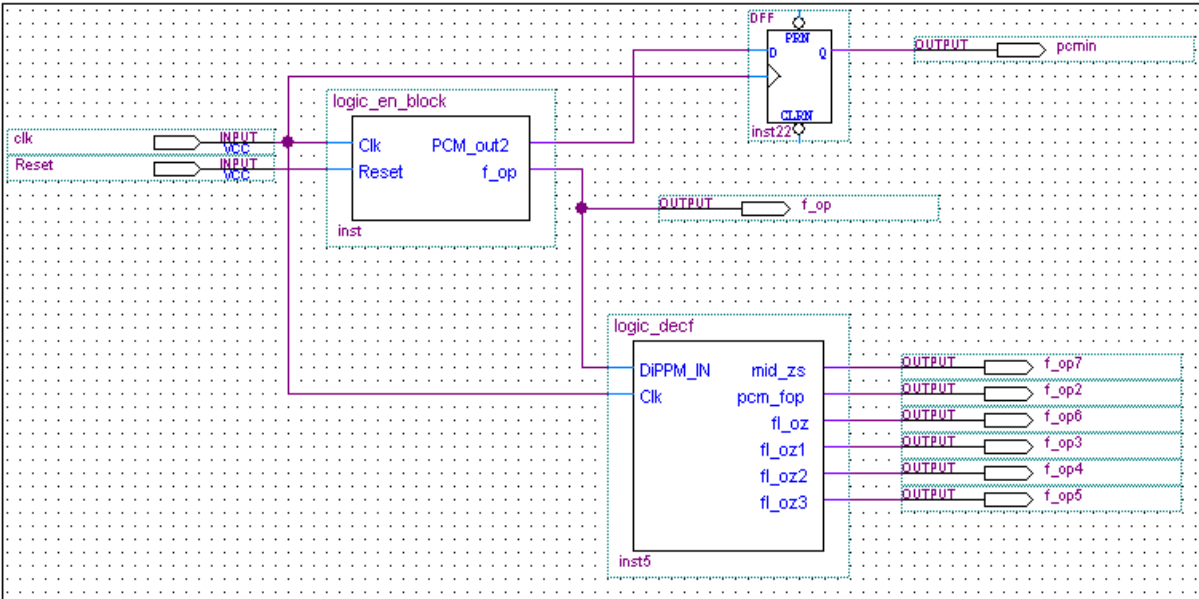 DFF
PRN
D Q
CLRN
inst22
OUTPUT pcmin
logic_en_block
clk INPUT
VCC
Reset INPUT
VCC
Clk PCM_out2
Reset f_op
inst
OUTPUT f_op
logic_decf
DiPPM_IN mid_zs
Clk pcm_fop
fl_oz
fl_oz1
fl_oz2
fl_oz3
inst5
OUTPUT f_op7
OUTPUT f_op2
OUTPUT f_op6
OUTPUT f_op3
OUTPUT f_op4
OUTPUT f_op5